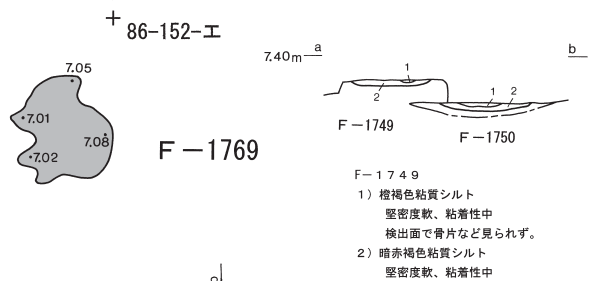 86-152-エ
7.05
7.01
7.08
7.02
F-1769
7.40m
a
b
1
2
1
2
F-1749
F-1750
F-1749
1）橙褐色粘質シルト
堅密度軟、粘着性中
検出面で骨片など見られず。
2）暗赤褐色粘質シルト
堅密度軟、粘着性中